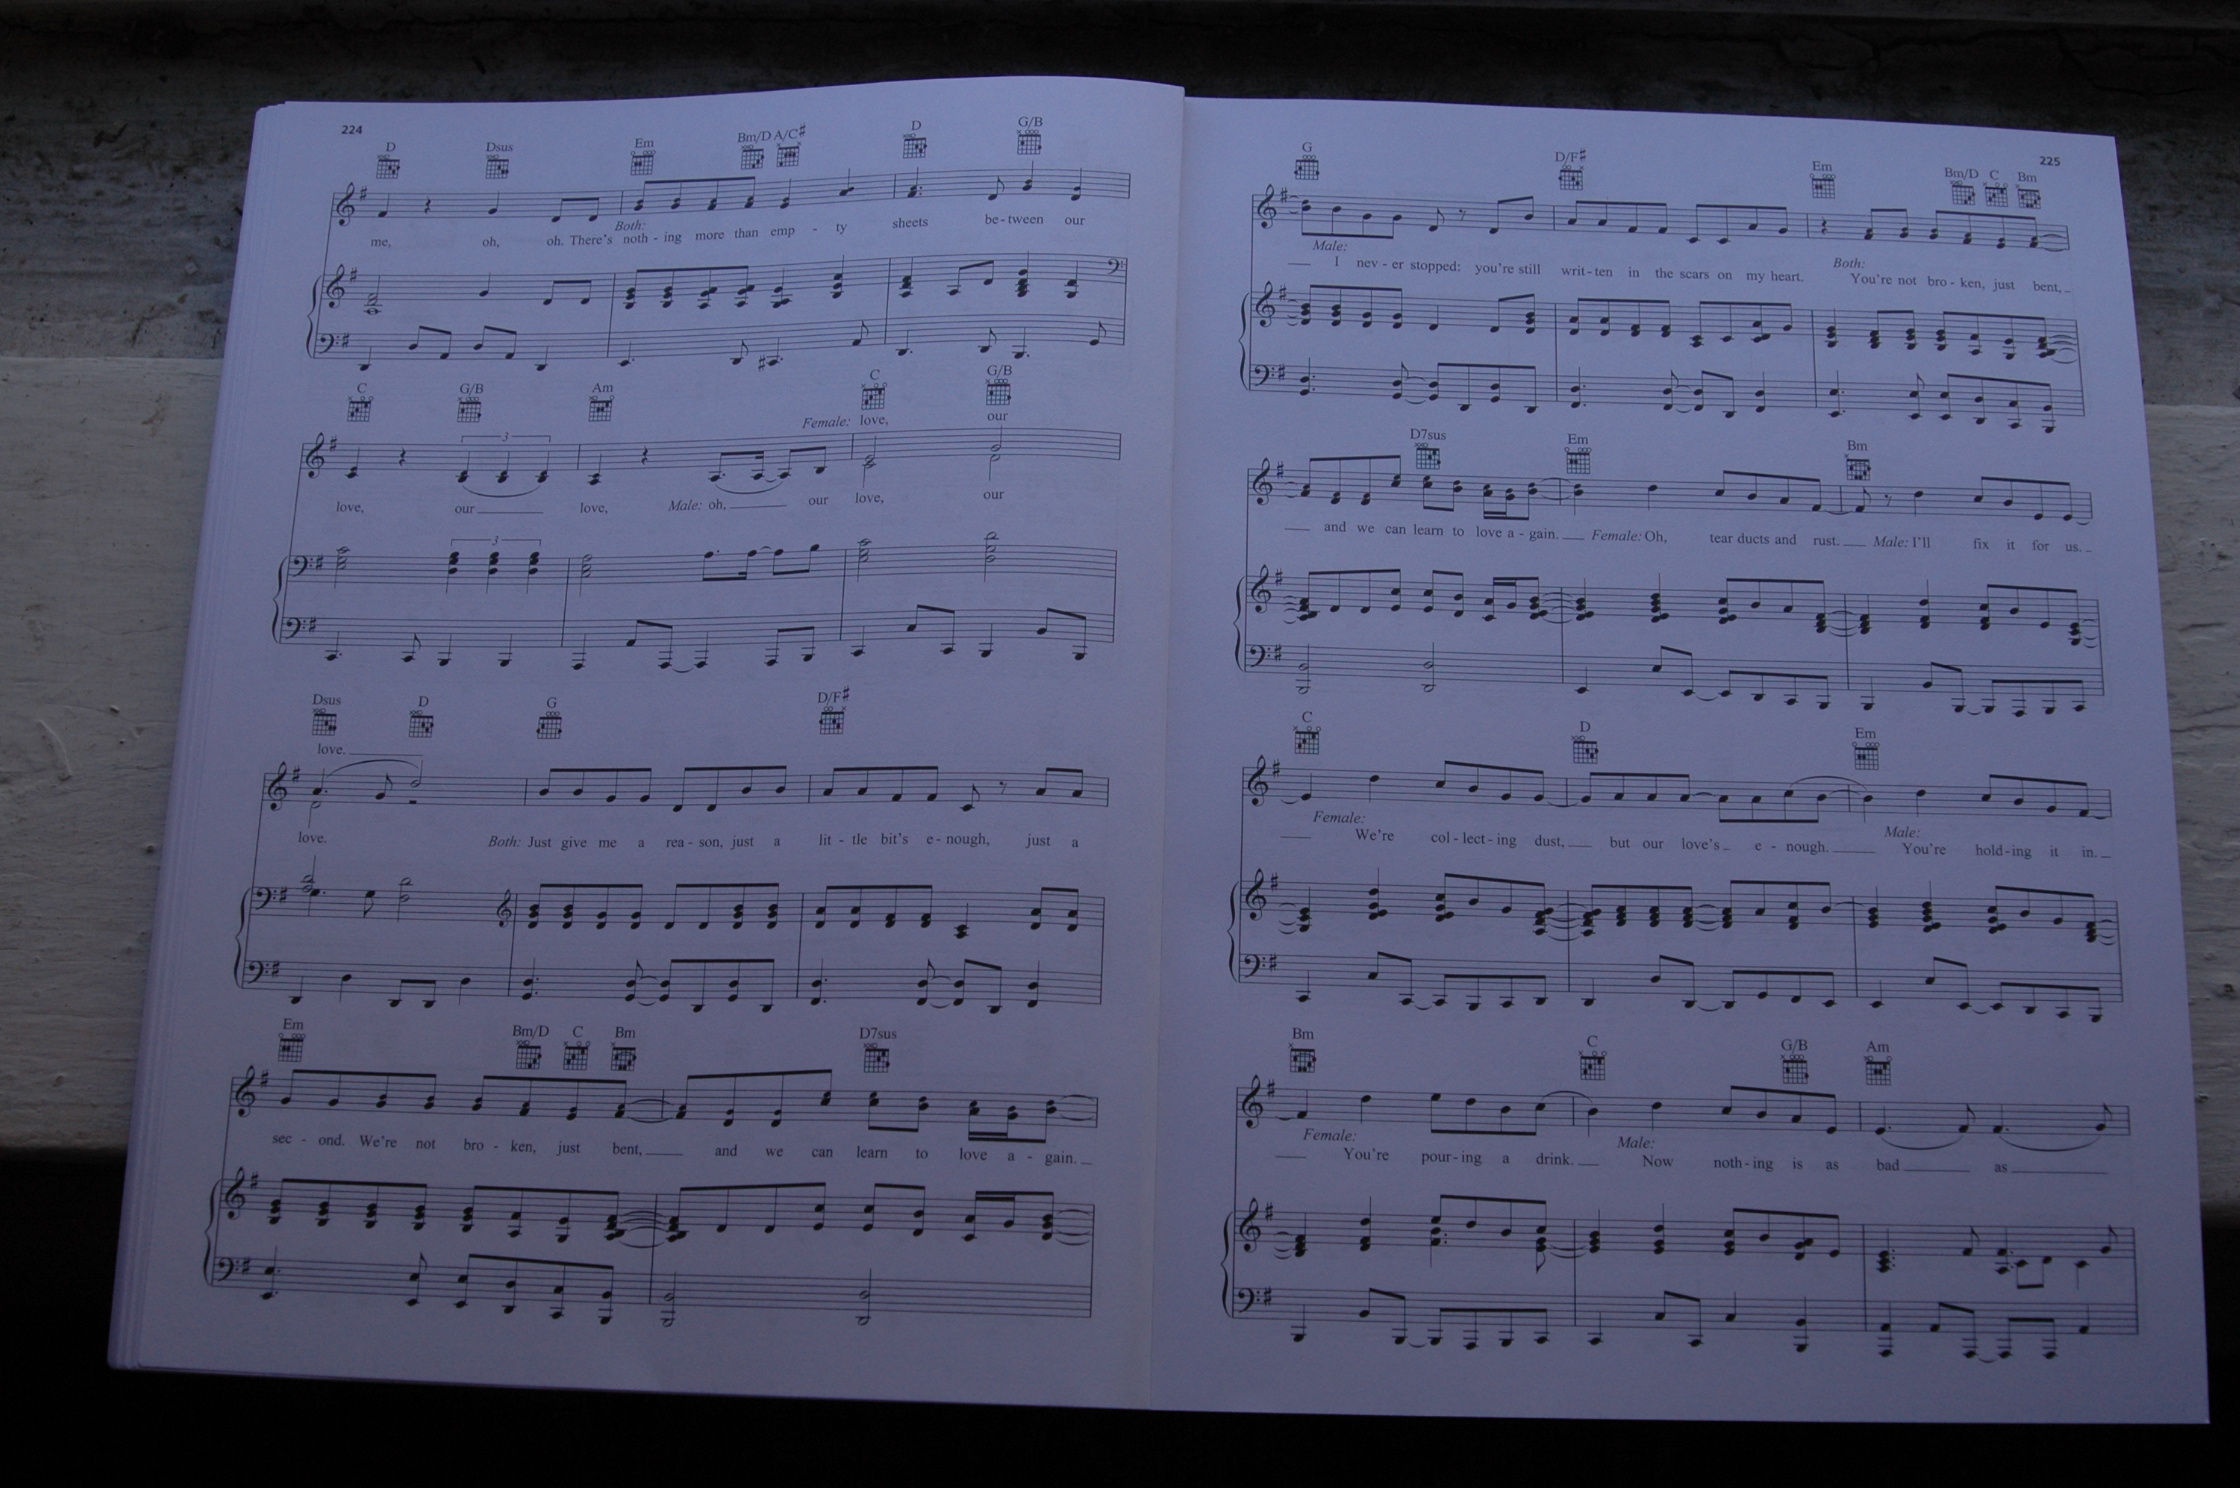 224
D Dsus Em Bm/D A/C# D G/B
me, oh, oh. There's noth - ing more than emp - ty sheets be - tween our
Both:
C G/B Am C G/B
Female: love, our
love, our love, Male: oh, our love, our
3
3
Dsus D G D/F#
love.
love. Both: Just give me a rea - son, just a lit - tle bit's e - nough, just a
Em Bm/D C Bm D7sus
sec - ond. We're not bro - ken, just bent, and we can learn to love a - gain.
225
G D/F# Em Bm/D C Bm
Male: Both:
I nev - er stopped: you're still writ - ten in the scars on my heart. You're not bro - ken, just bent,
D7sus Em Bm
and we can learn to love a - gain. Female: Oh, tear ducts and rust. Male: I'll fix it for us.
C D Em
Female: Male:
We're col - lect - ing dust, but our love's e - nough. You're hold - ing it in.
Bm C G/B Am
Female: Male:
You're pour - ing a drink. Now noth - ing is as bad as